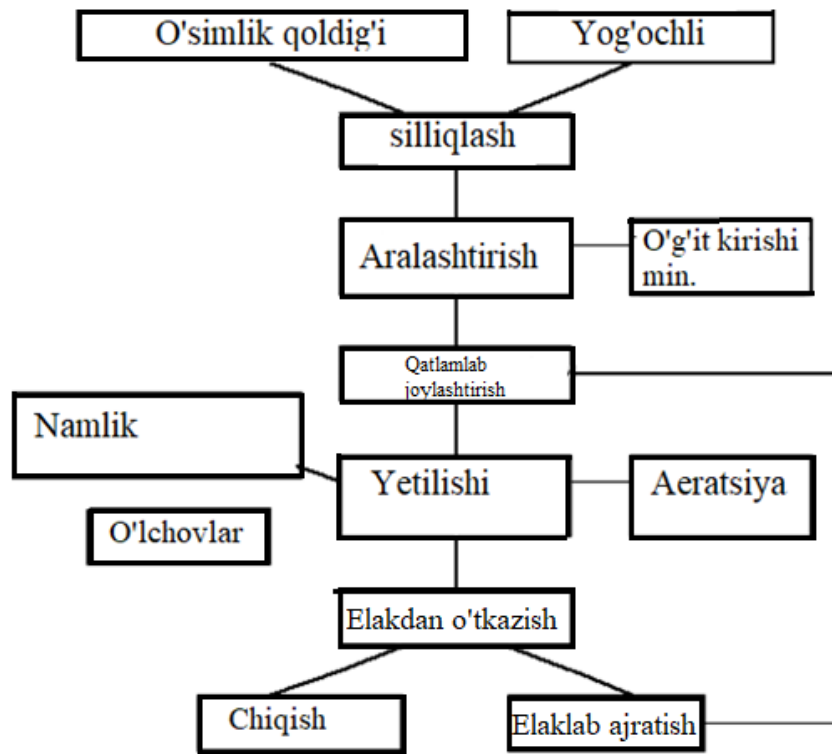 O'simlik qoldig'i
Yog'ochli
silliqlash
Aralashtirish
O'g'it kirishi
min.
Qatlamlab
joylashtirish
Namlik
Yetilishi
Aeratsiya
O'lchovlar
Elakdan o'tkazish
Chiqish
Elaklab ajratish